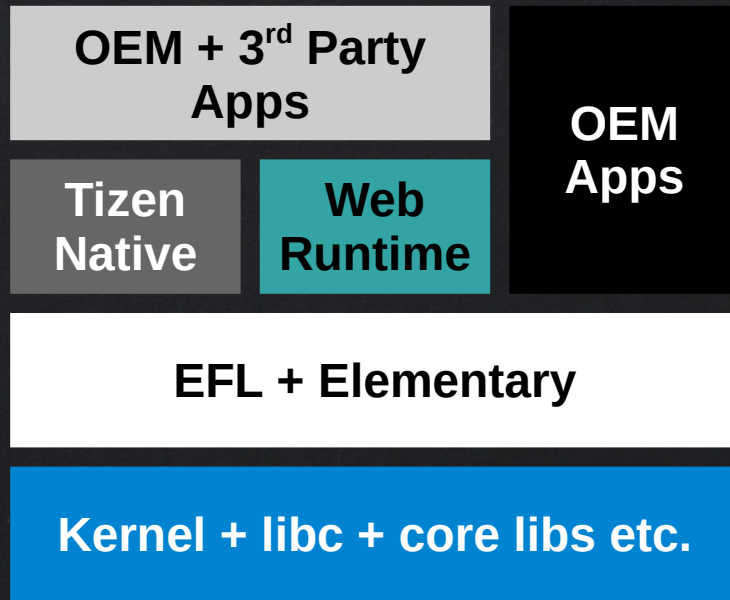 OEM + 3rd Party
Apps
OEM
Apps
Tizen
Native
Web
Runtime
EFL + Elementary
Kernel + libc + core libs etc.